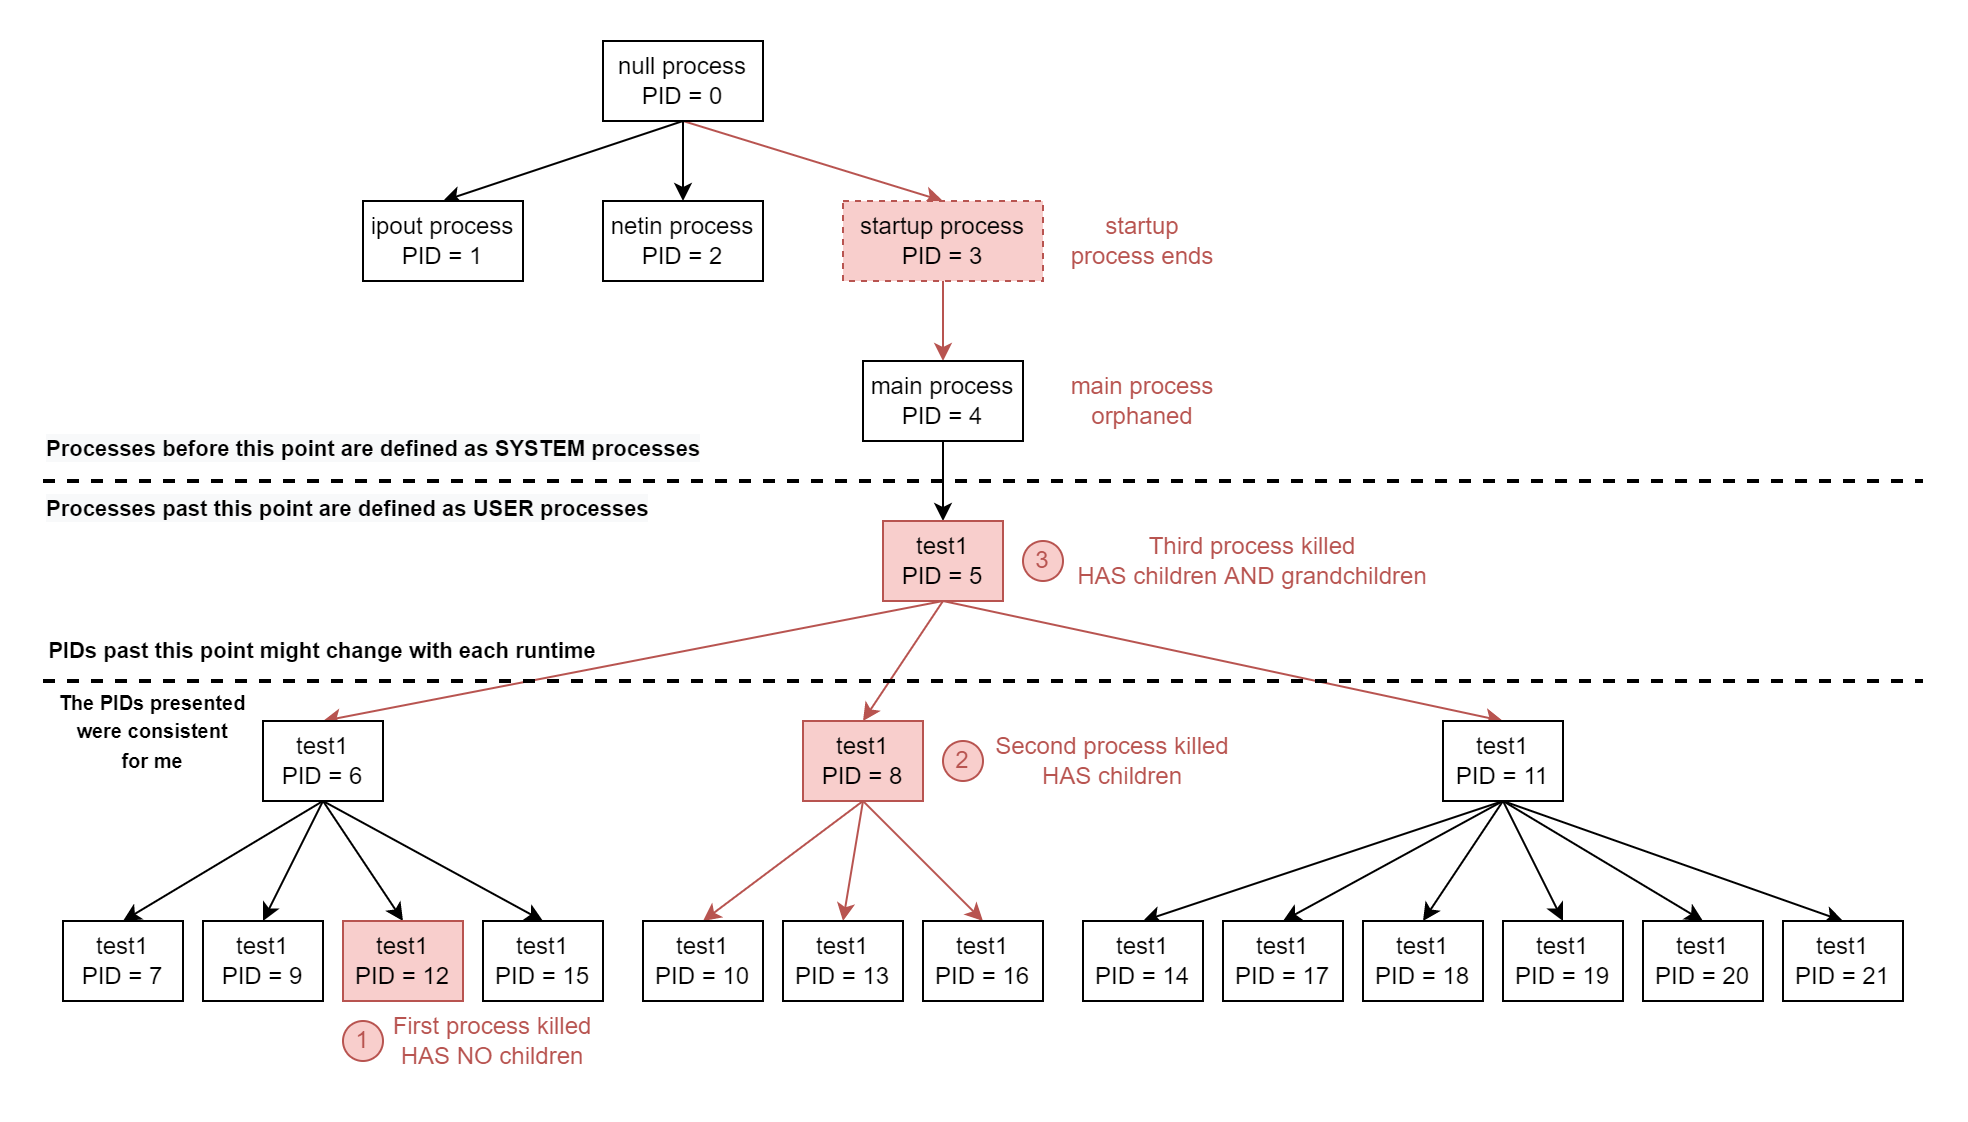 null process
PID = 0
ipout process
PID = 1
netin process
PID = 2
startup process
PID = 3
startup
process ends
main process
PID = 4
main process
orphaned
Processes before this point are defined as SYSTEM processes
Processes past this point are defined as USER processes
test1
PID = 5
3
Third process killed
HAS children AND grandchildren
PIDs past this point might change with each runtime
The PIDs presented
were consistent
for me
test1
PID = 6
test1
PID = 8
2
Second process killed
HAS children
test1
PID = 11
test1
PID = 7
test1
PID = 9
test1
PID = 12
test1
PID = 15
test1
PID = 10
test1
PID = 13
test1
PID = 16
test1
PID = 14
test1
PID = 17
test1
PID = 18
test1
PID = 19
test1
PID = 20
test1
PID = 21
1
First process killed
HAS NO children